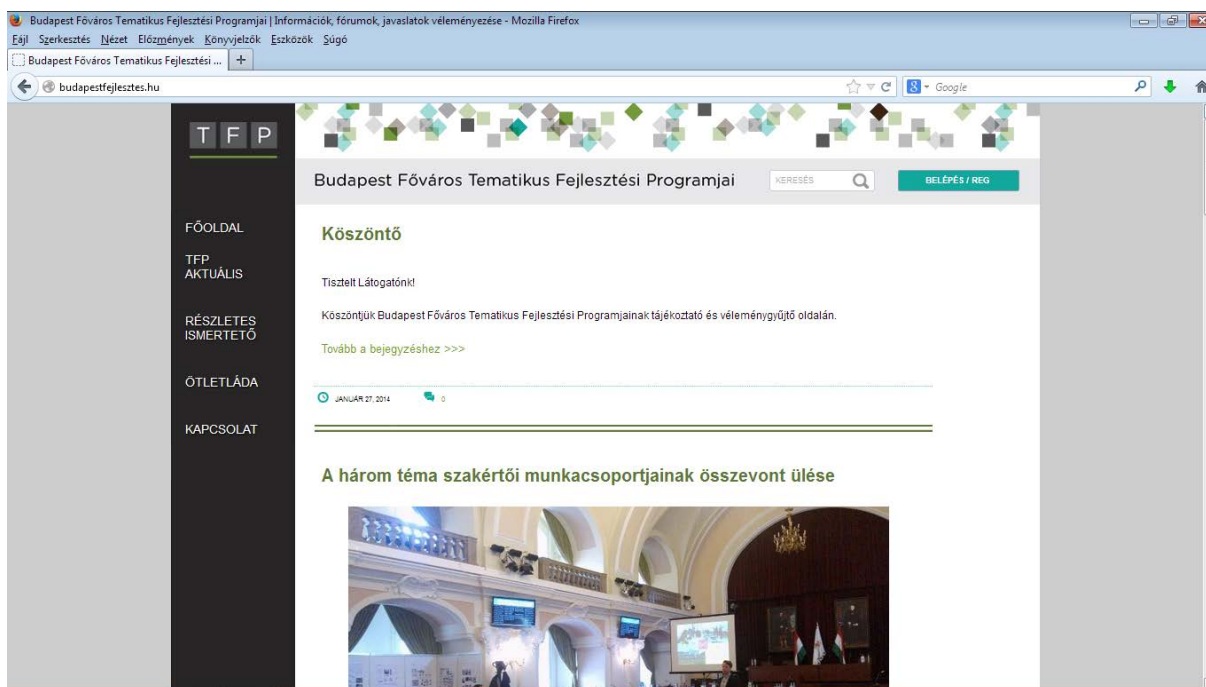 Budapest Főváros Tematikus Fejlesztési Programjai | Információk, fórumok, javaslatok véleményezése - Mozilla Firefox
Fájl Szerkesztés Nézet Előzmények Könyvjelzők Eszközök Súgó
Budapest Főváros Tematikus Fejlesztési ... +
budapestfejlesztes.hu
Google
TFP
Budapest Főváros Tematikus Fejlesztési Programjai
KERESÉS
BELÉPÉS / REG
FŐOLDAL
TFP
AKTUÁLIS
RÉSZLETES
ISMERTETŐ
ÖTLETLÁDA
KAPCSOLAT
Köszöntő
Tisztelt Látogatónk!
Köszöntjük Budapest Főváros Tematikus Fejlesztési Programjainak tájékoztató és véleménygyűjtő oldalán.
Tovább a bejegyzéshez >>>
JANUÁR 27, 2014 0
A három téma szakértői munkacsoportjainak összevont ülése